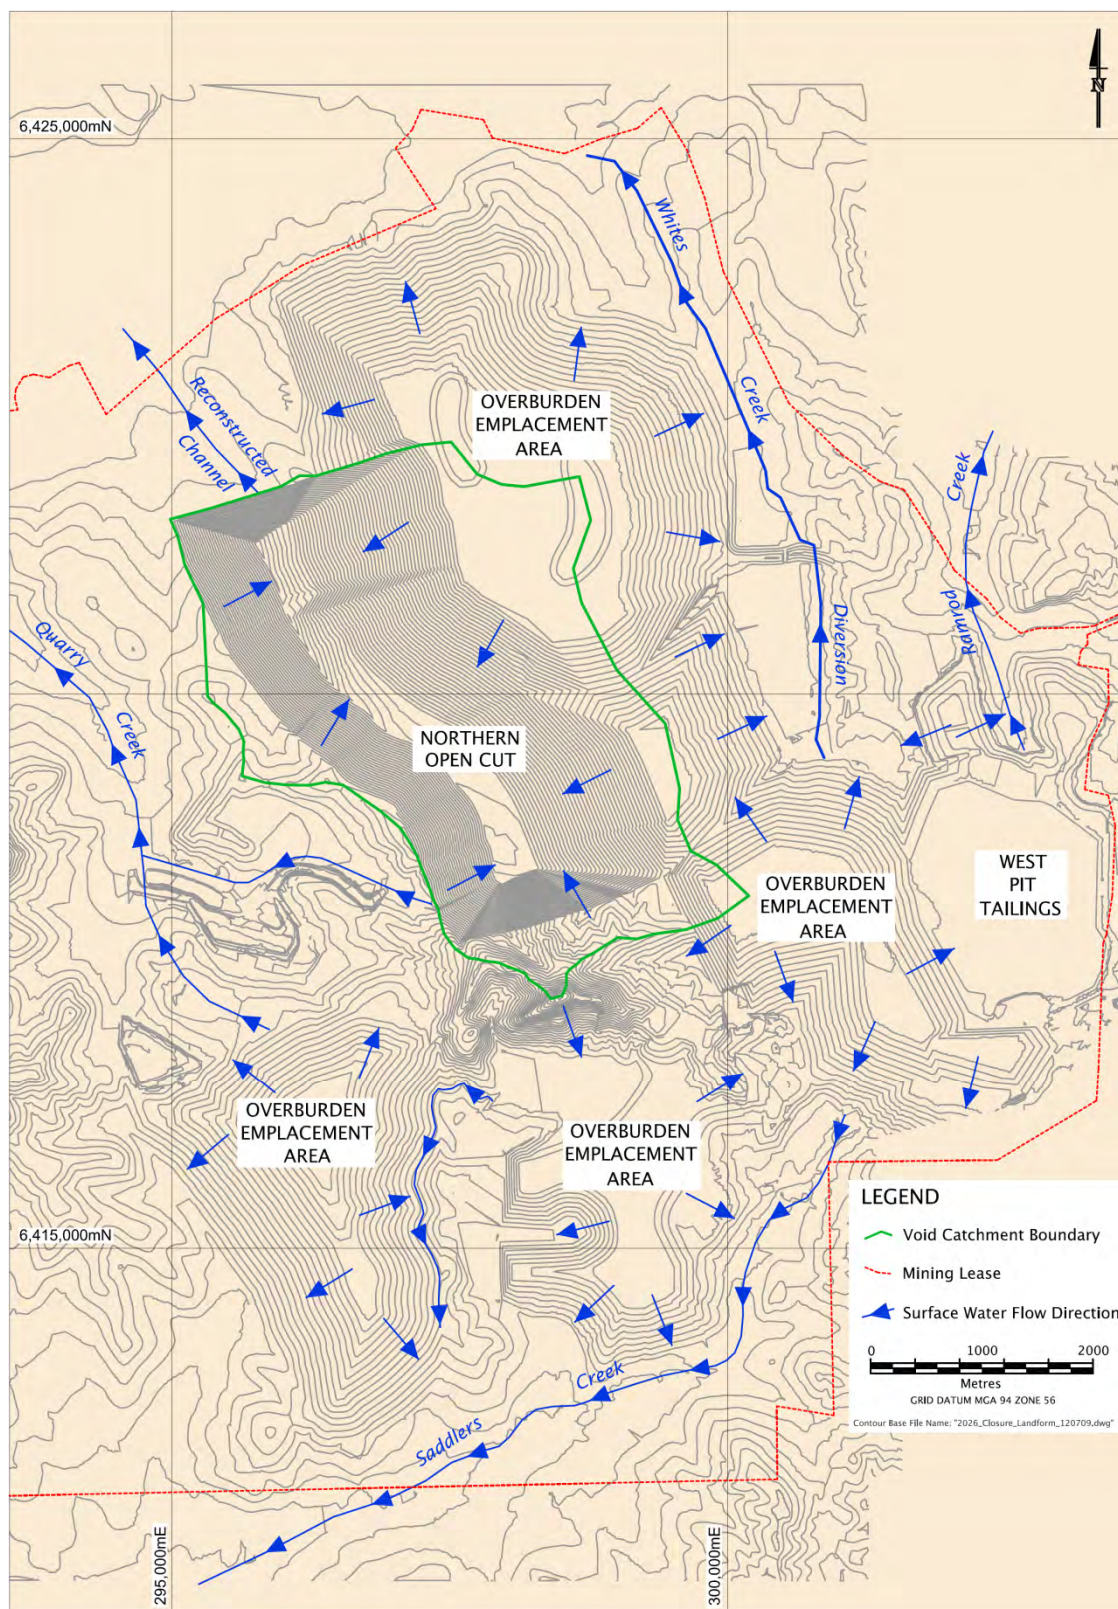 N
6,425,000mN
Whites
Creek
Diversion
Reconstructed
Channel
OVERBURDEN
EMPLACEMENT
AREA
Creek
Ramrod
Quarry
Creek
NORTHERN
OPEN CUT
WEST
PIT
TAILINGS
OVERBURDEN
EMPLACEMENT
AREA
OVERBURDEN
EMPLACEMENT
AREA
OVERBURDEN
EMPLACEMENT
AREA
6,415,000mN
Saddlers
Creek
295,000mE
300,000mE
LEGEND
Void Catchment Boundary
Mining Lease
Surface Water Flow Direction
0 1000 2000
Metres
GRID DATUM MGA 94 ZONE 56
Contour Base File Name: "2026_Closure_Landform_120709.dwg"